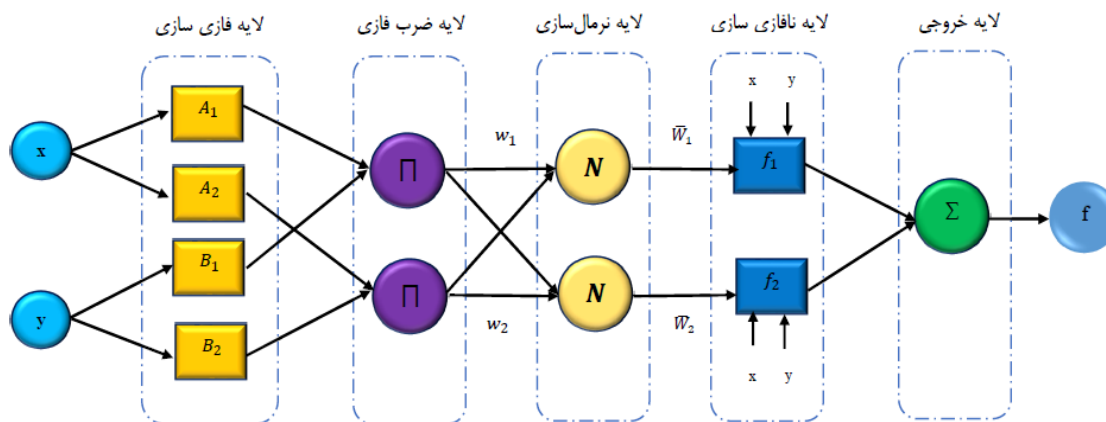 لایه فازی سازی
لایه ضرب فازی
لایه نرمال‌سازی
لایه نافازی سازی
لایه خروجی
x y
A₁
w₁
W̅₁
x
∏
N
f₁
A₂
Σ
f
B₁
∏
N
f₂
y
w₂
W̅₂
B₂
x y